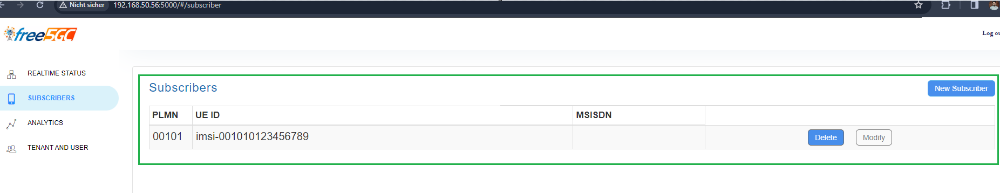 Nicht sicher 192.168.50.56:5000/#/subscriber
free5GC
Log ou
REALTIME STATUS
SUBSCRIBERS
ANALYTICS
TENANT AND USER
Subscribers
New Subscriber
PLMN UE ID MSISDN
00101 imsi-001010123456789 Delete Modify